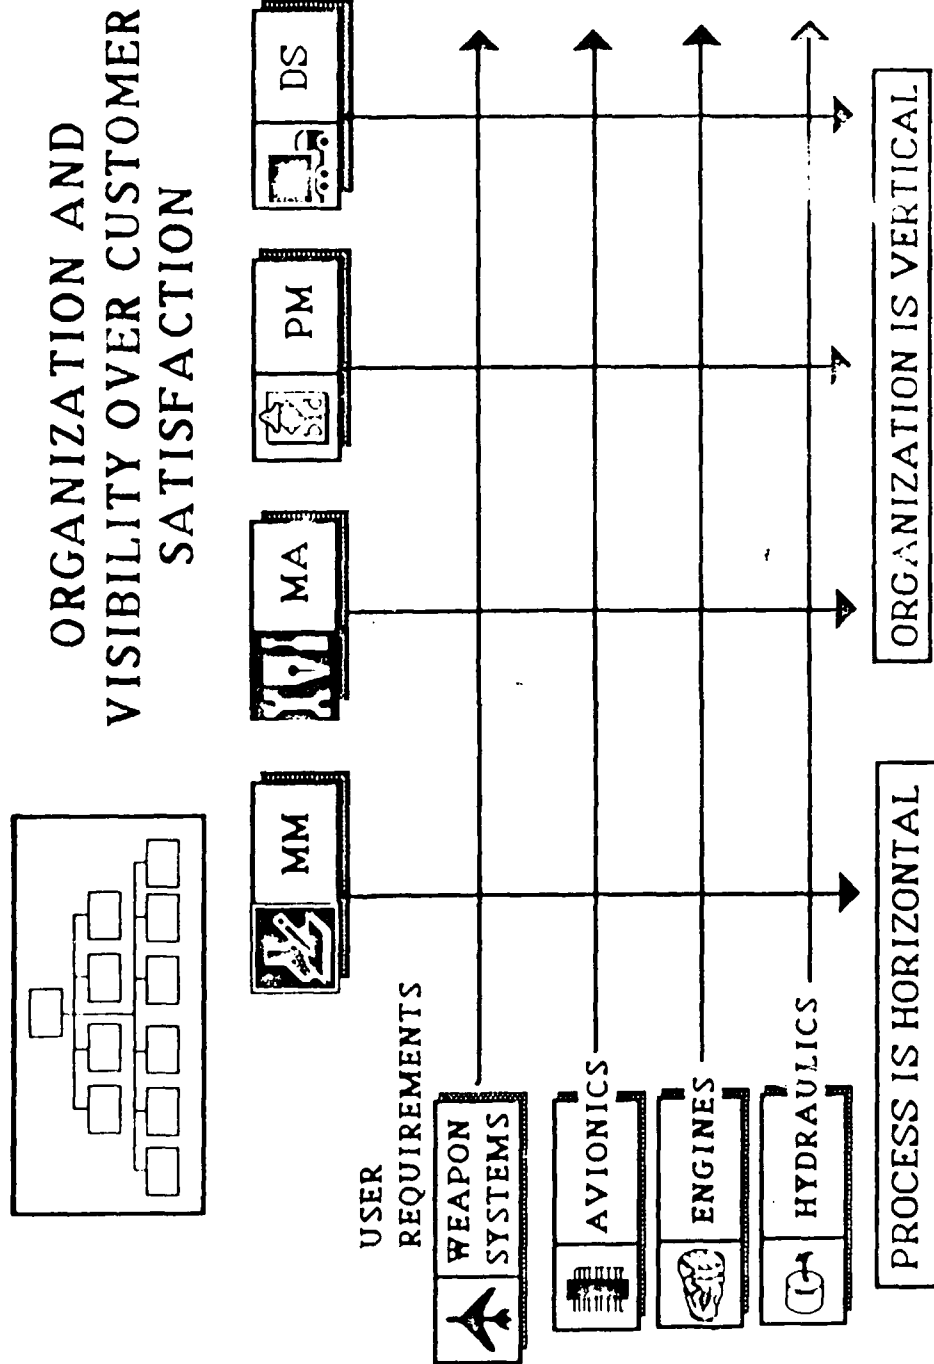 ORGANIZATION AND
VISIBILITY OVER CUSTOMER
SATISFACTION
MM
MA
PM
DS
USER
REQUIREMENTS
WEAPON
SYSTEMS
AVIONICS
ENGINES
HYDRAULICS
PROCESS IS HORIZONTAL
ORGANIZATION IS VERTICAL